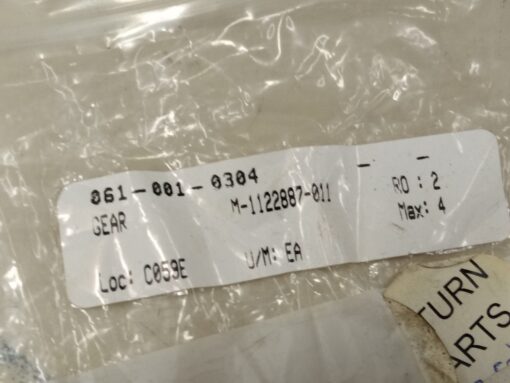 061-001-0304 - -
GEAR M-1122887-011 RO : 2
Max: 4
Loc: C059E U/M: EA
TURN
ARTS